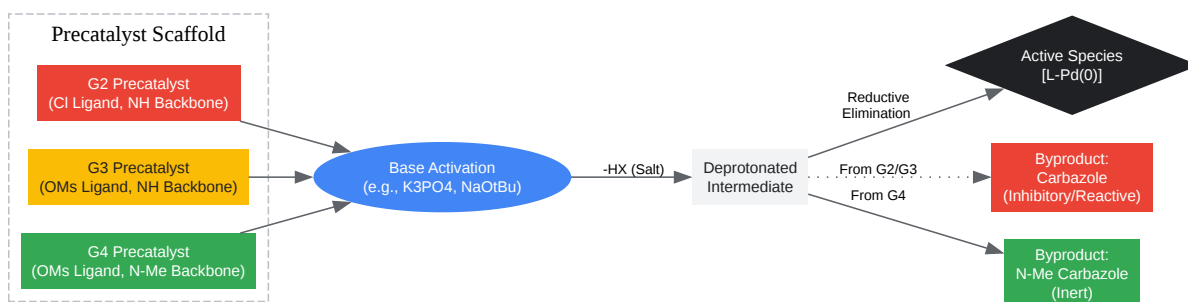 Precatalyst Scaffold
G2 Precatalyst
(Cl Ligand, NH Backbone)
G3 Precatalyst
(OMs Ligand, NH Backbone)
G4 Precatalyst
(OMs Ligand, N-Me Backbone)
Base Activation
(e.g., K3PO4, NaOtBu)
-HX (Salt)
Deprotonated
Intermediate
Reductive
Elimination
From G2/G3
From G4
Active Species
[L-Pd(0)]
Byproduct:
Carbazole
(Inhibitory/Reactive)
Byproduct:
N-Me Carbazole
(Inert)